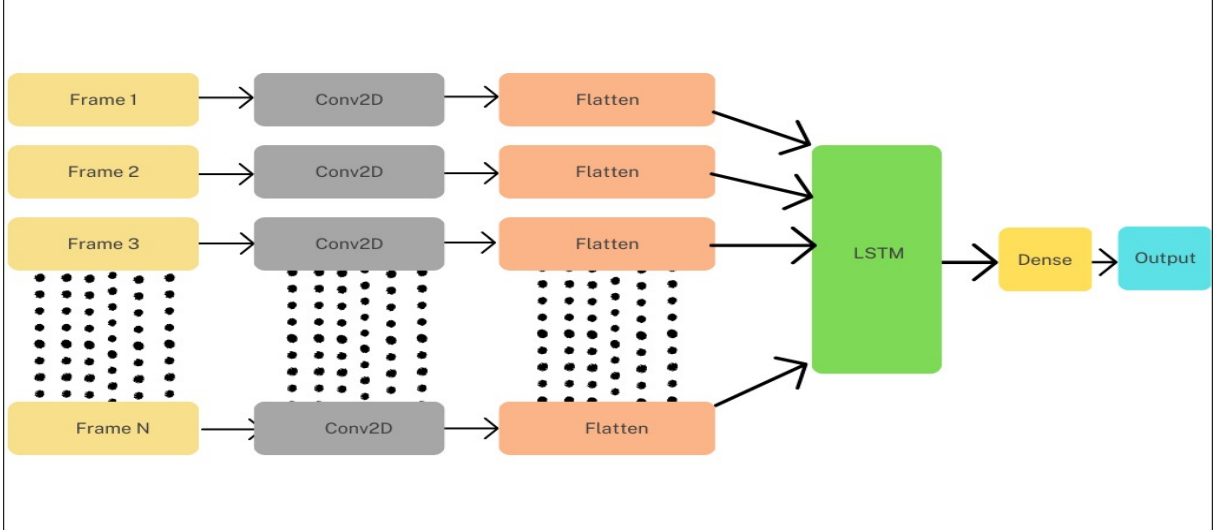 Frame 1
Conv2D
Flatten
Frame 2
Conv2D
Flatten
Frame 3
Conv2D
Flatten
LSTM
Dense
Output
Frame N
Conv2D
Flatten